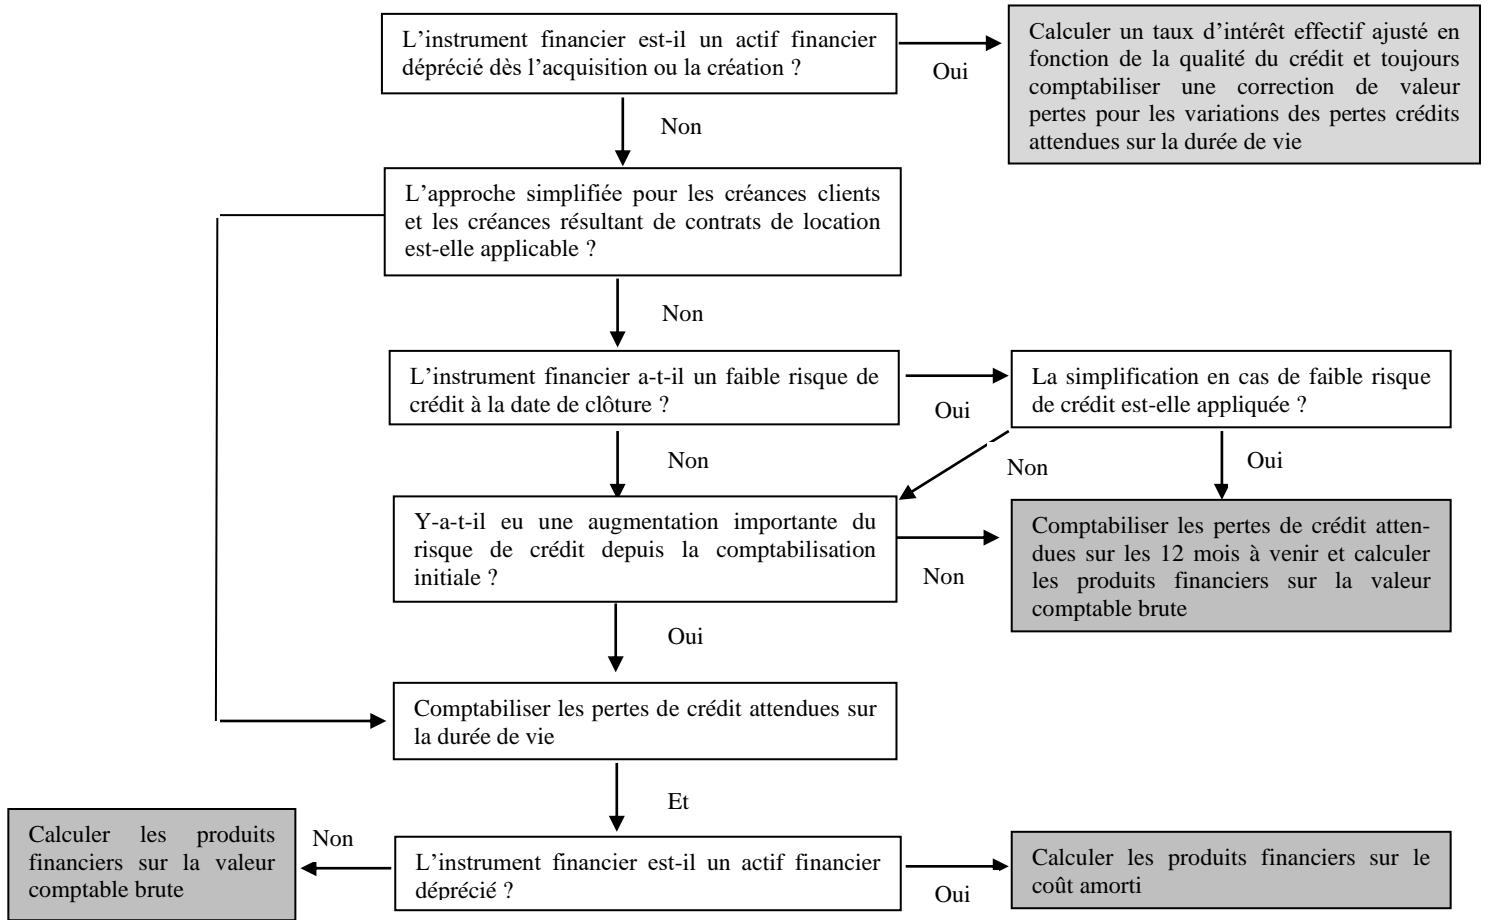 L'instrument financier est-il un actif financier
déprécié dès l'acquisition ou la création ?
Oui
Calculer un taux d'intérêt effectif ajusté en
fonction de la qualité du crédit et toujours
comptabiliser une correction de valeur
pertes pour les variations des pertes crédits
attendues sur la durée de vie
Non
L'approche simplifiée pour les créances clients
et les créances résultant de contrats de location
est-elle applicable ?
Non
L'instrument financier a-t-il un faible risque de
crédit à la date de clôture ?
Oui
La simplification en cas de faible risque
de crédit est-elle appliquée ?
Non
Non
Oui
Y-a-t-il eu une augmentation importante du
risque de crédit depuis la comptabilisation
initiale ?
Non
Comptabiliser les pertes de crédit atten-
dues sur les 12 mois à venir et calculer
les produits financiers sur la valeur
comptable brute
Oui
Comptabiliser les pertes de crédit attendues sur
la durée de vie
Et
Calculer les produits
financiers sur la valeur
comptable brute
Non
L'instrument financier est-il un actif financier
déprécié ?
Oui
Calculer les produits financiers sur le
coût amorti